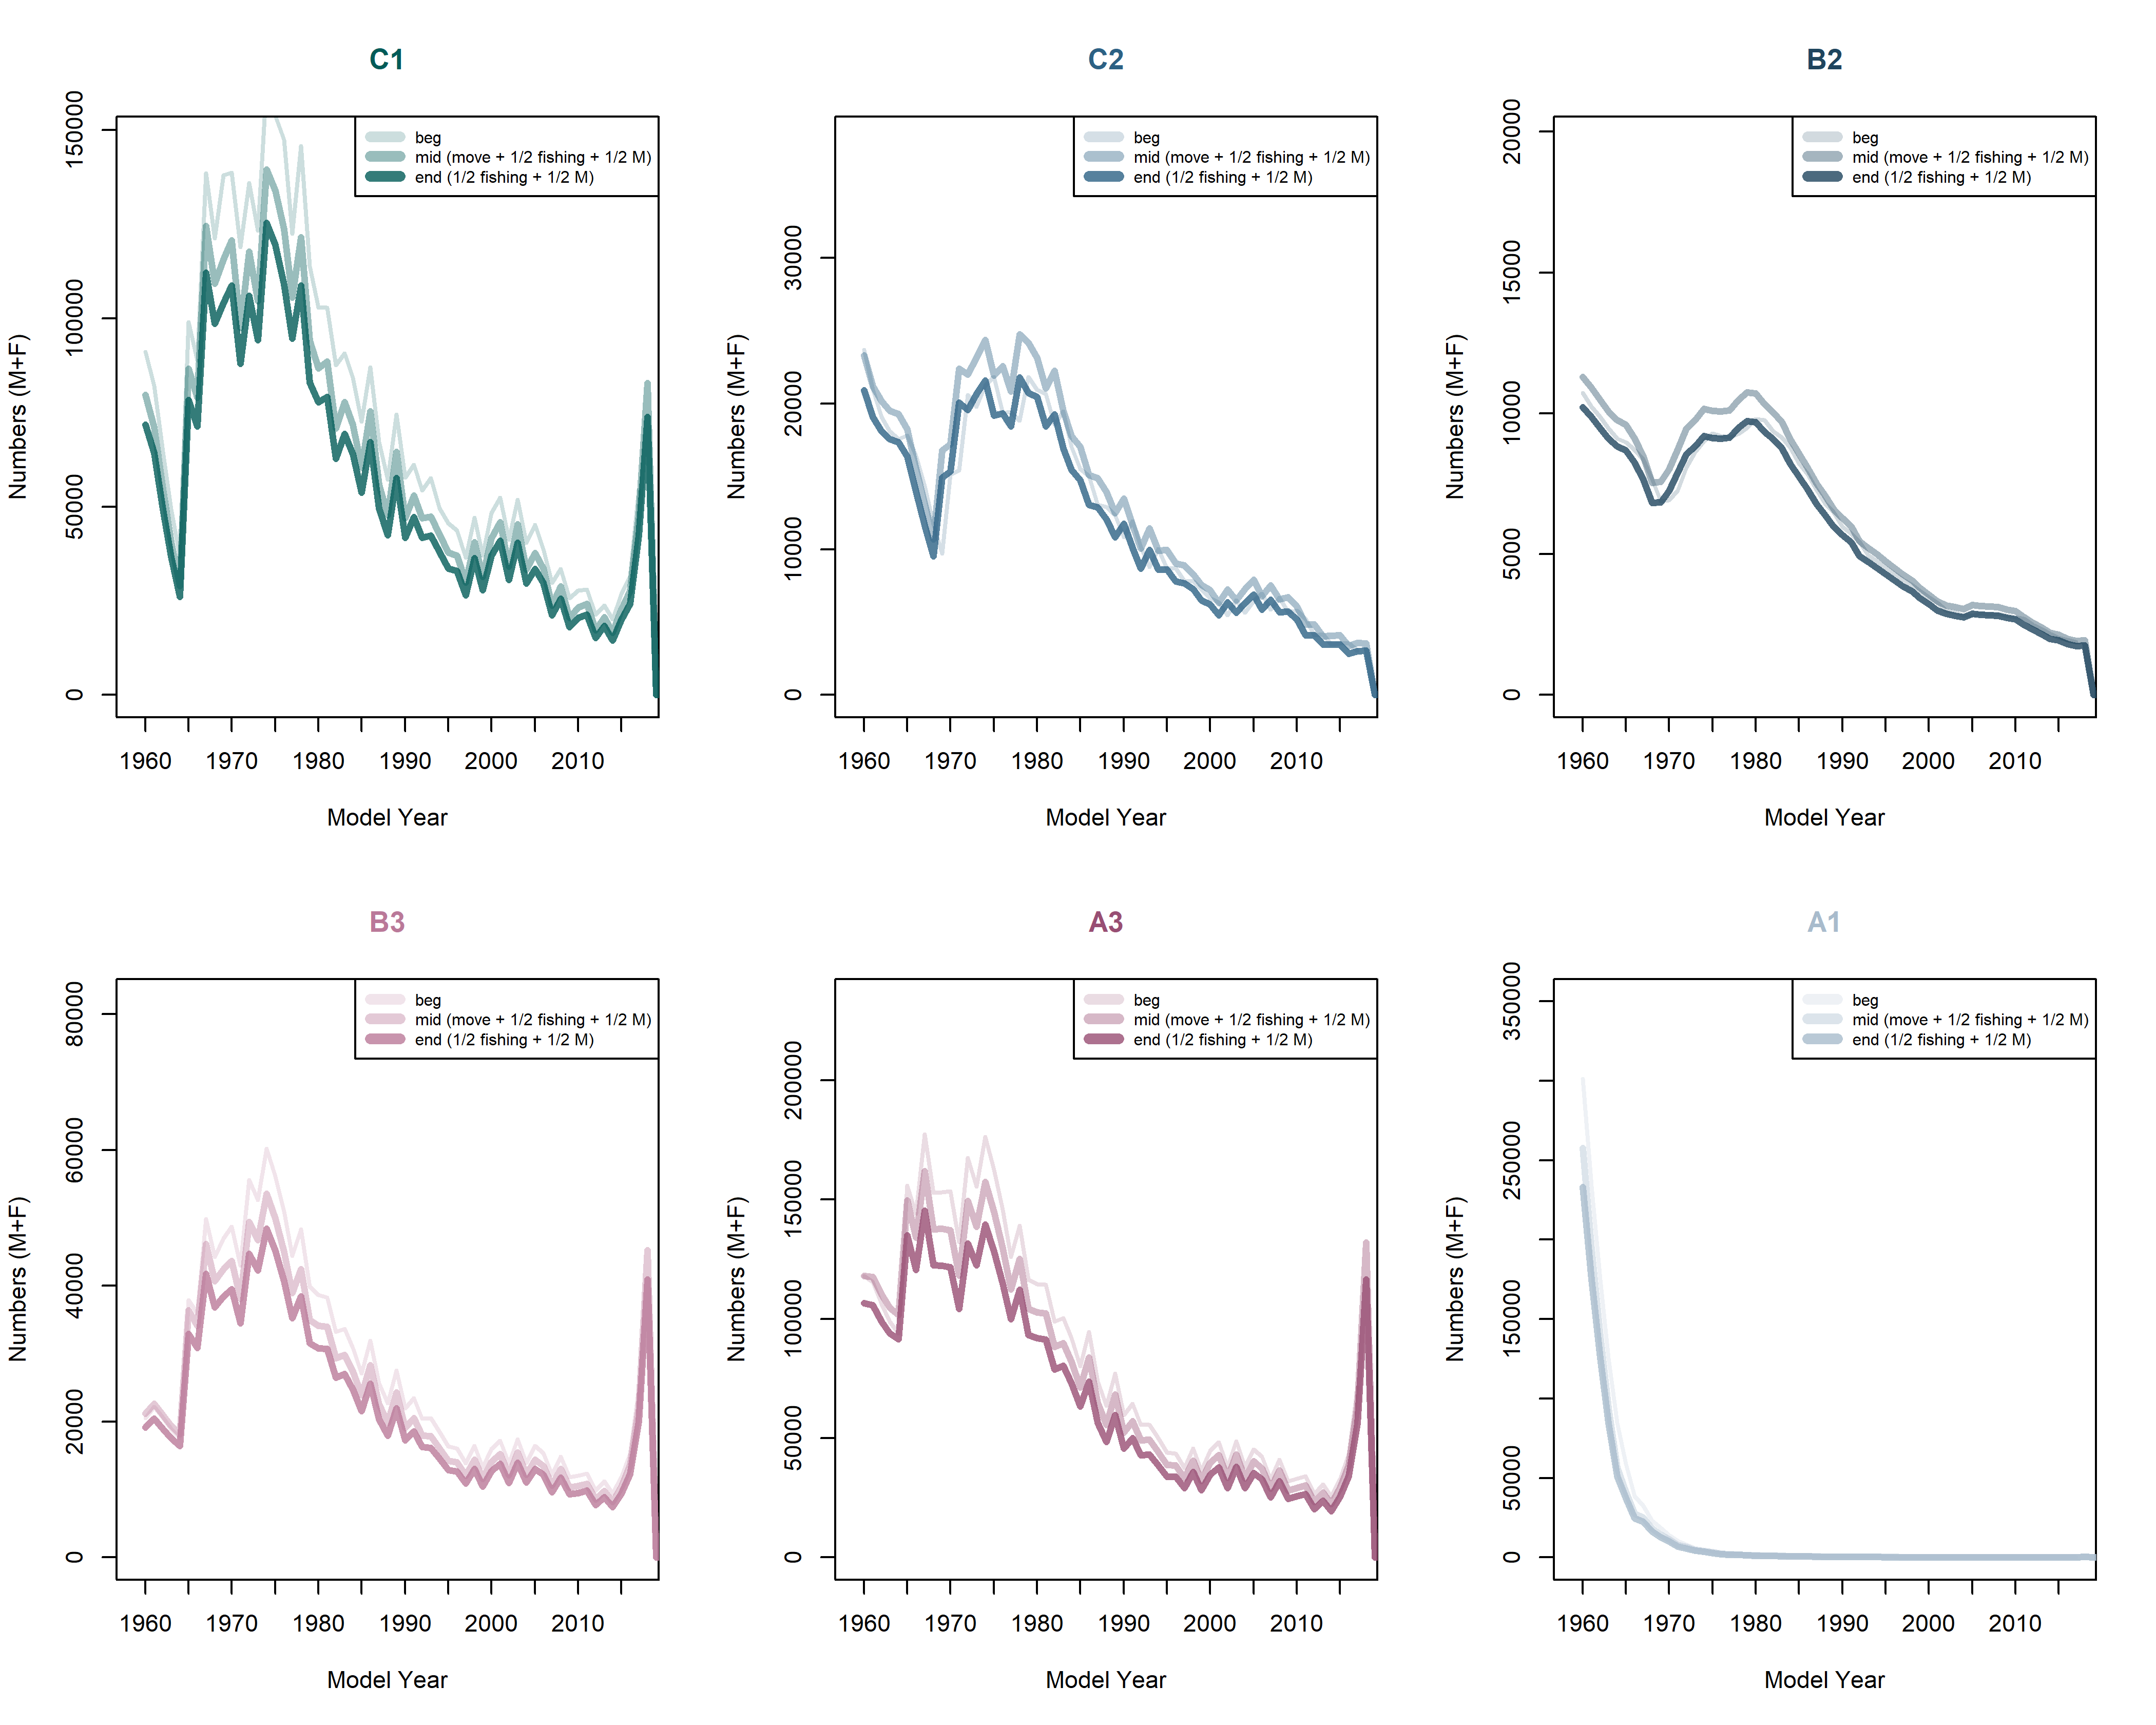 C1
150000
100000
50000
0
Numbers (M+F)
beg
mid (move + 1/2 fishing + 1/2 M)
end (1/2 fishing + 1/2 M)
1960 1970 1980 1990 2000 2010
Model Year
C2
30000
20000
10000
0
Numbers (M+F)
beg
mid (move + 1/2 fishing + 1/2 M)
end (1/2 fishing + 1/2 M)
1960 1970 1980 1990 2000 2010
Model Year
B2
20000
15000
10000
5000
0
Numbers (M+F)
beg
mid (move + 1/2 fishing + 1/2 M)
end (1/2 fishing + 1/2 M)
1960 1970 1980 1990 2000 2010
Model Year
B3
80000
60000
40000
20000
0
Numbers (M+F)
beg
mid (move + 1/2 fishing + 1/2 M)
end (1/2 fishing + 1/2 M)
1960 1970 1980 1990 2000 2010
Model Year
A3
200000
150000
100000
50000
0
Numbers (M+F)
beg
mid (move + 1/2 fishing + 1/2 M)
end (1/2 fishing + 1/2 M)
1960 1970 1980 1990 2000 2010
Model Year
A1
350000
250000
150000
50000
0
Numbers (M+F)
beg
mid (move + 1/2 fishing + 1/2 M)
end (1/2 fishing + 1/2 M)
1960 1970 1980 1990 2000 2010
Model Year